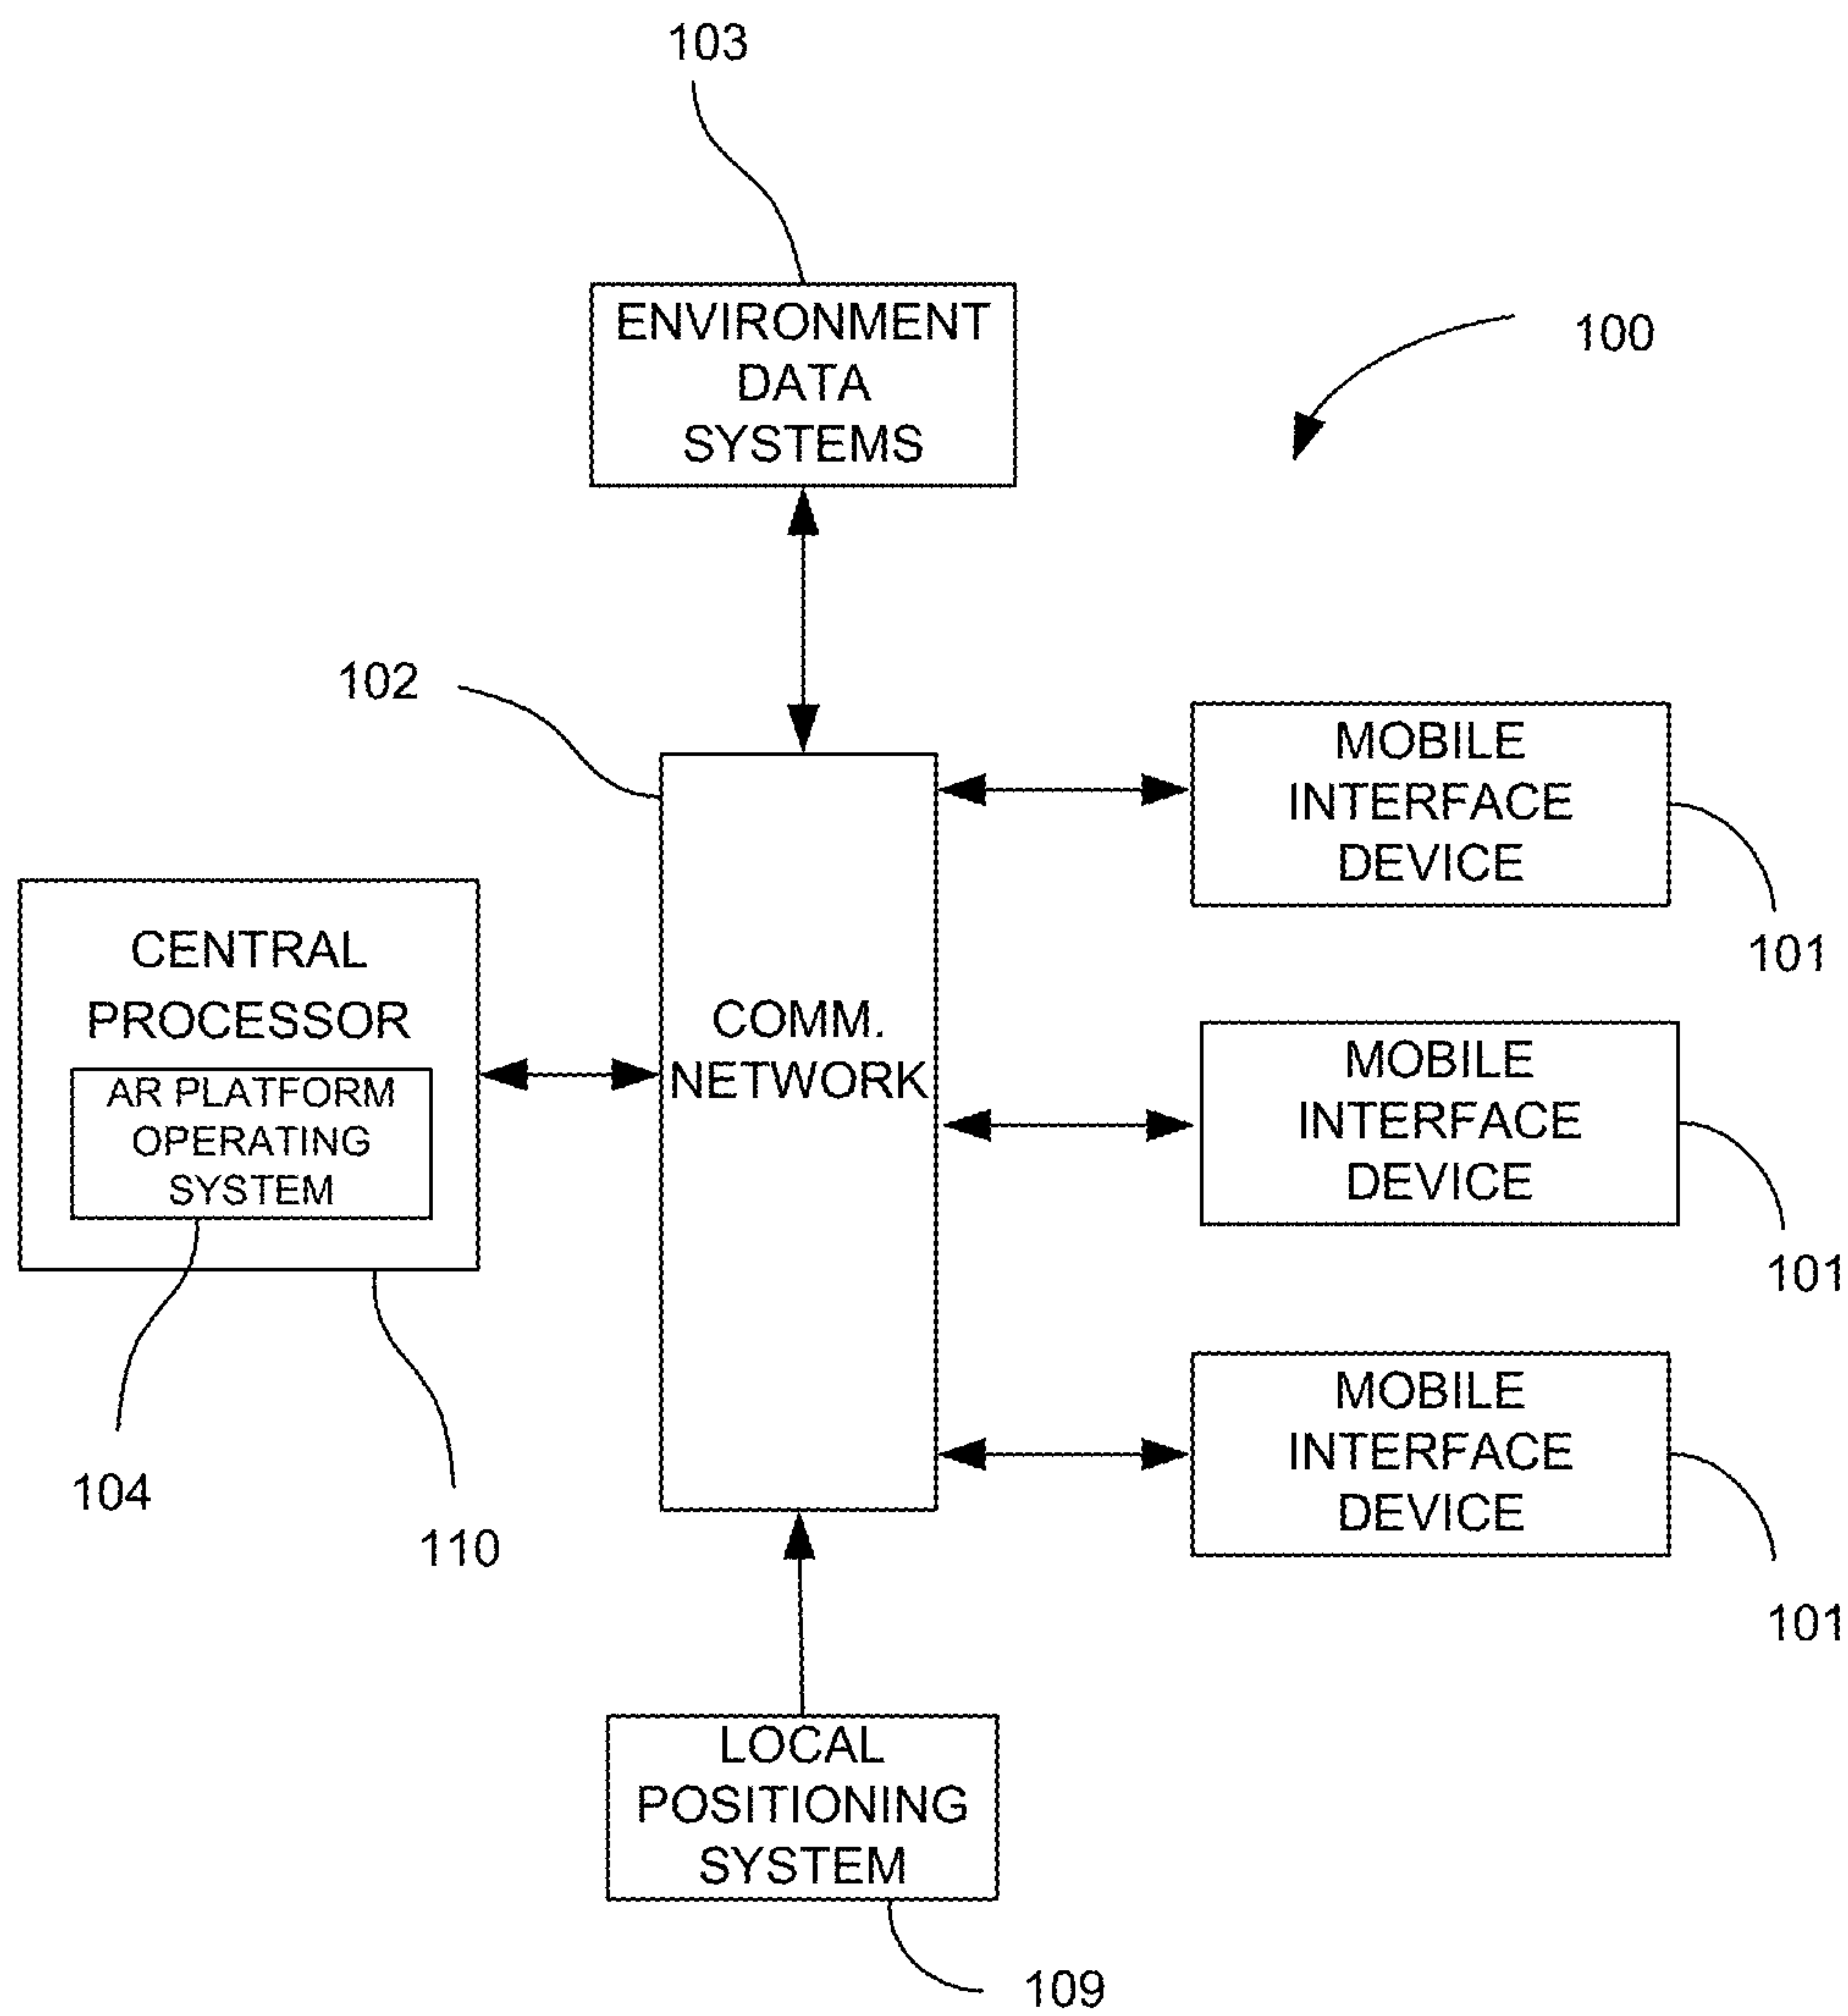 103
ENVIRONMENT
DATA
SYSTEMS
100
102
MOBILE
INTERFACE
DEVICE
101
CENTRAL
PROCESSOR
AR PLATFORM
OPERATING
SYSTEM
104
110
COMM.
NETWORK
MOBILE
INTERFACE
DEVICE
101
MOBILE
INTERFACE
DEVICE
101
LOCAL
POSITIONING
SYSTEM
109